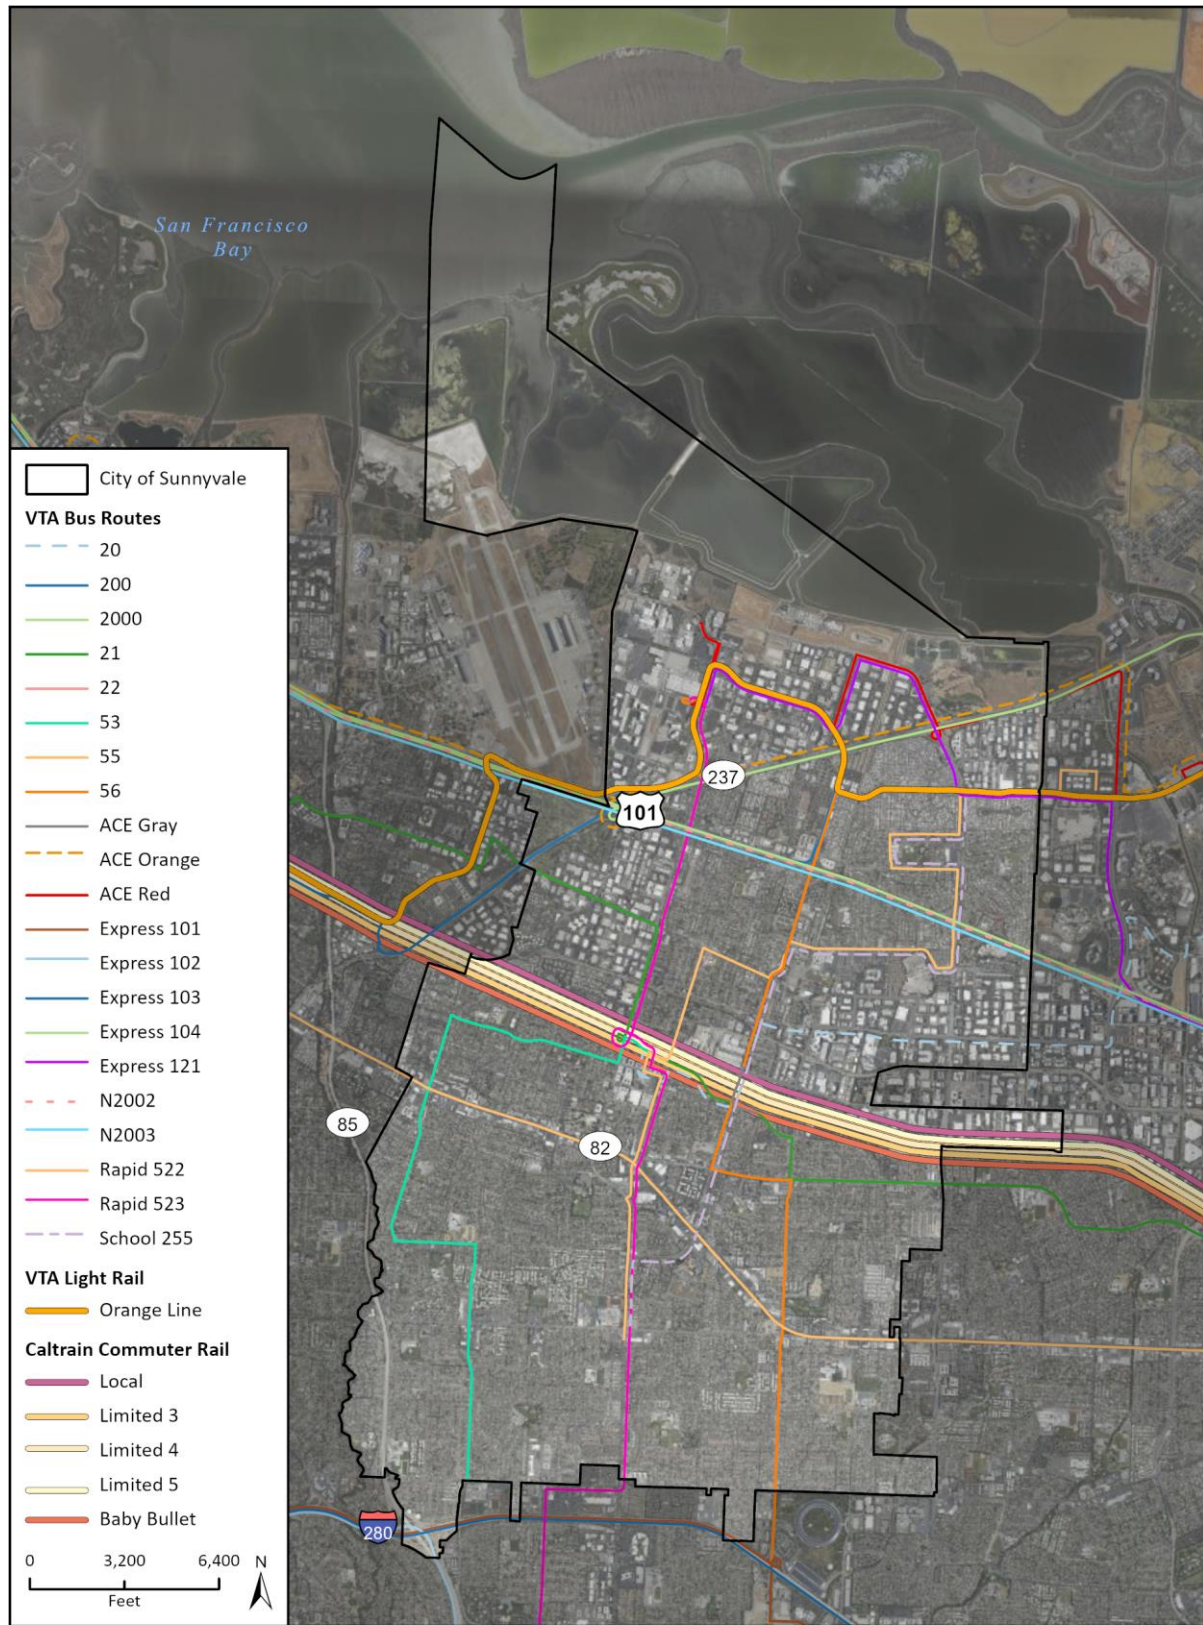 San Francisco
Bay
City of Sunnyvale
VTA Bus Routes
20
200
2000
21
22
53
55
56
ACE Gray
ACE Orange
ACE Red
Express 101
Express 102
Express 103
Express 104
Express 121
N2002
N2003
Rapid 522
Rapid 523
School 255
VTA Light Rail
Orange Line
Caltrain Commuter Rail
Local
Limited 3
Limited 4
Limited 5
Baby Bullet
0 3,200 6,400
Feet
N
237
101
85
82
280